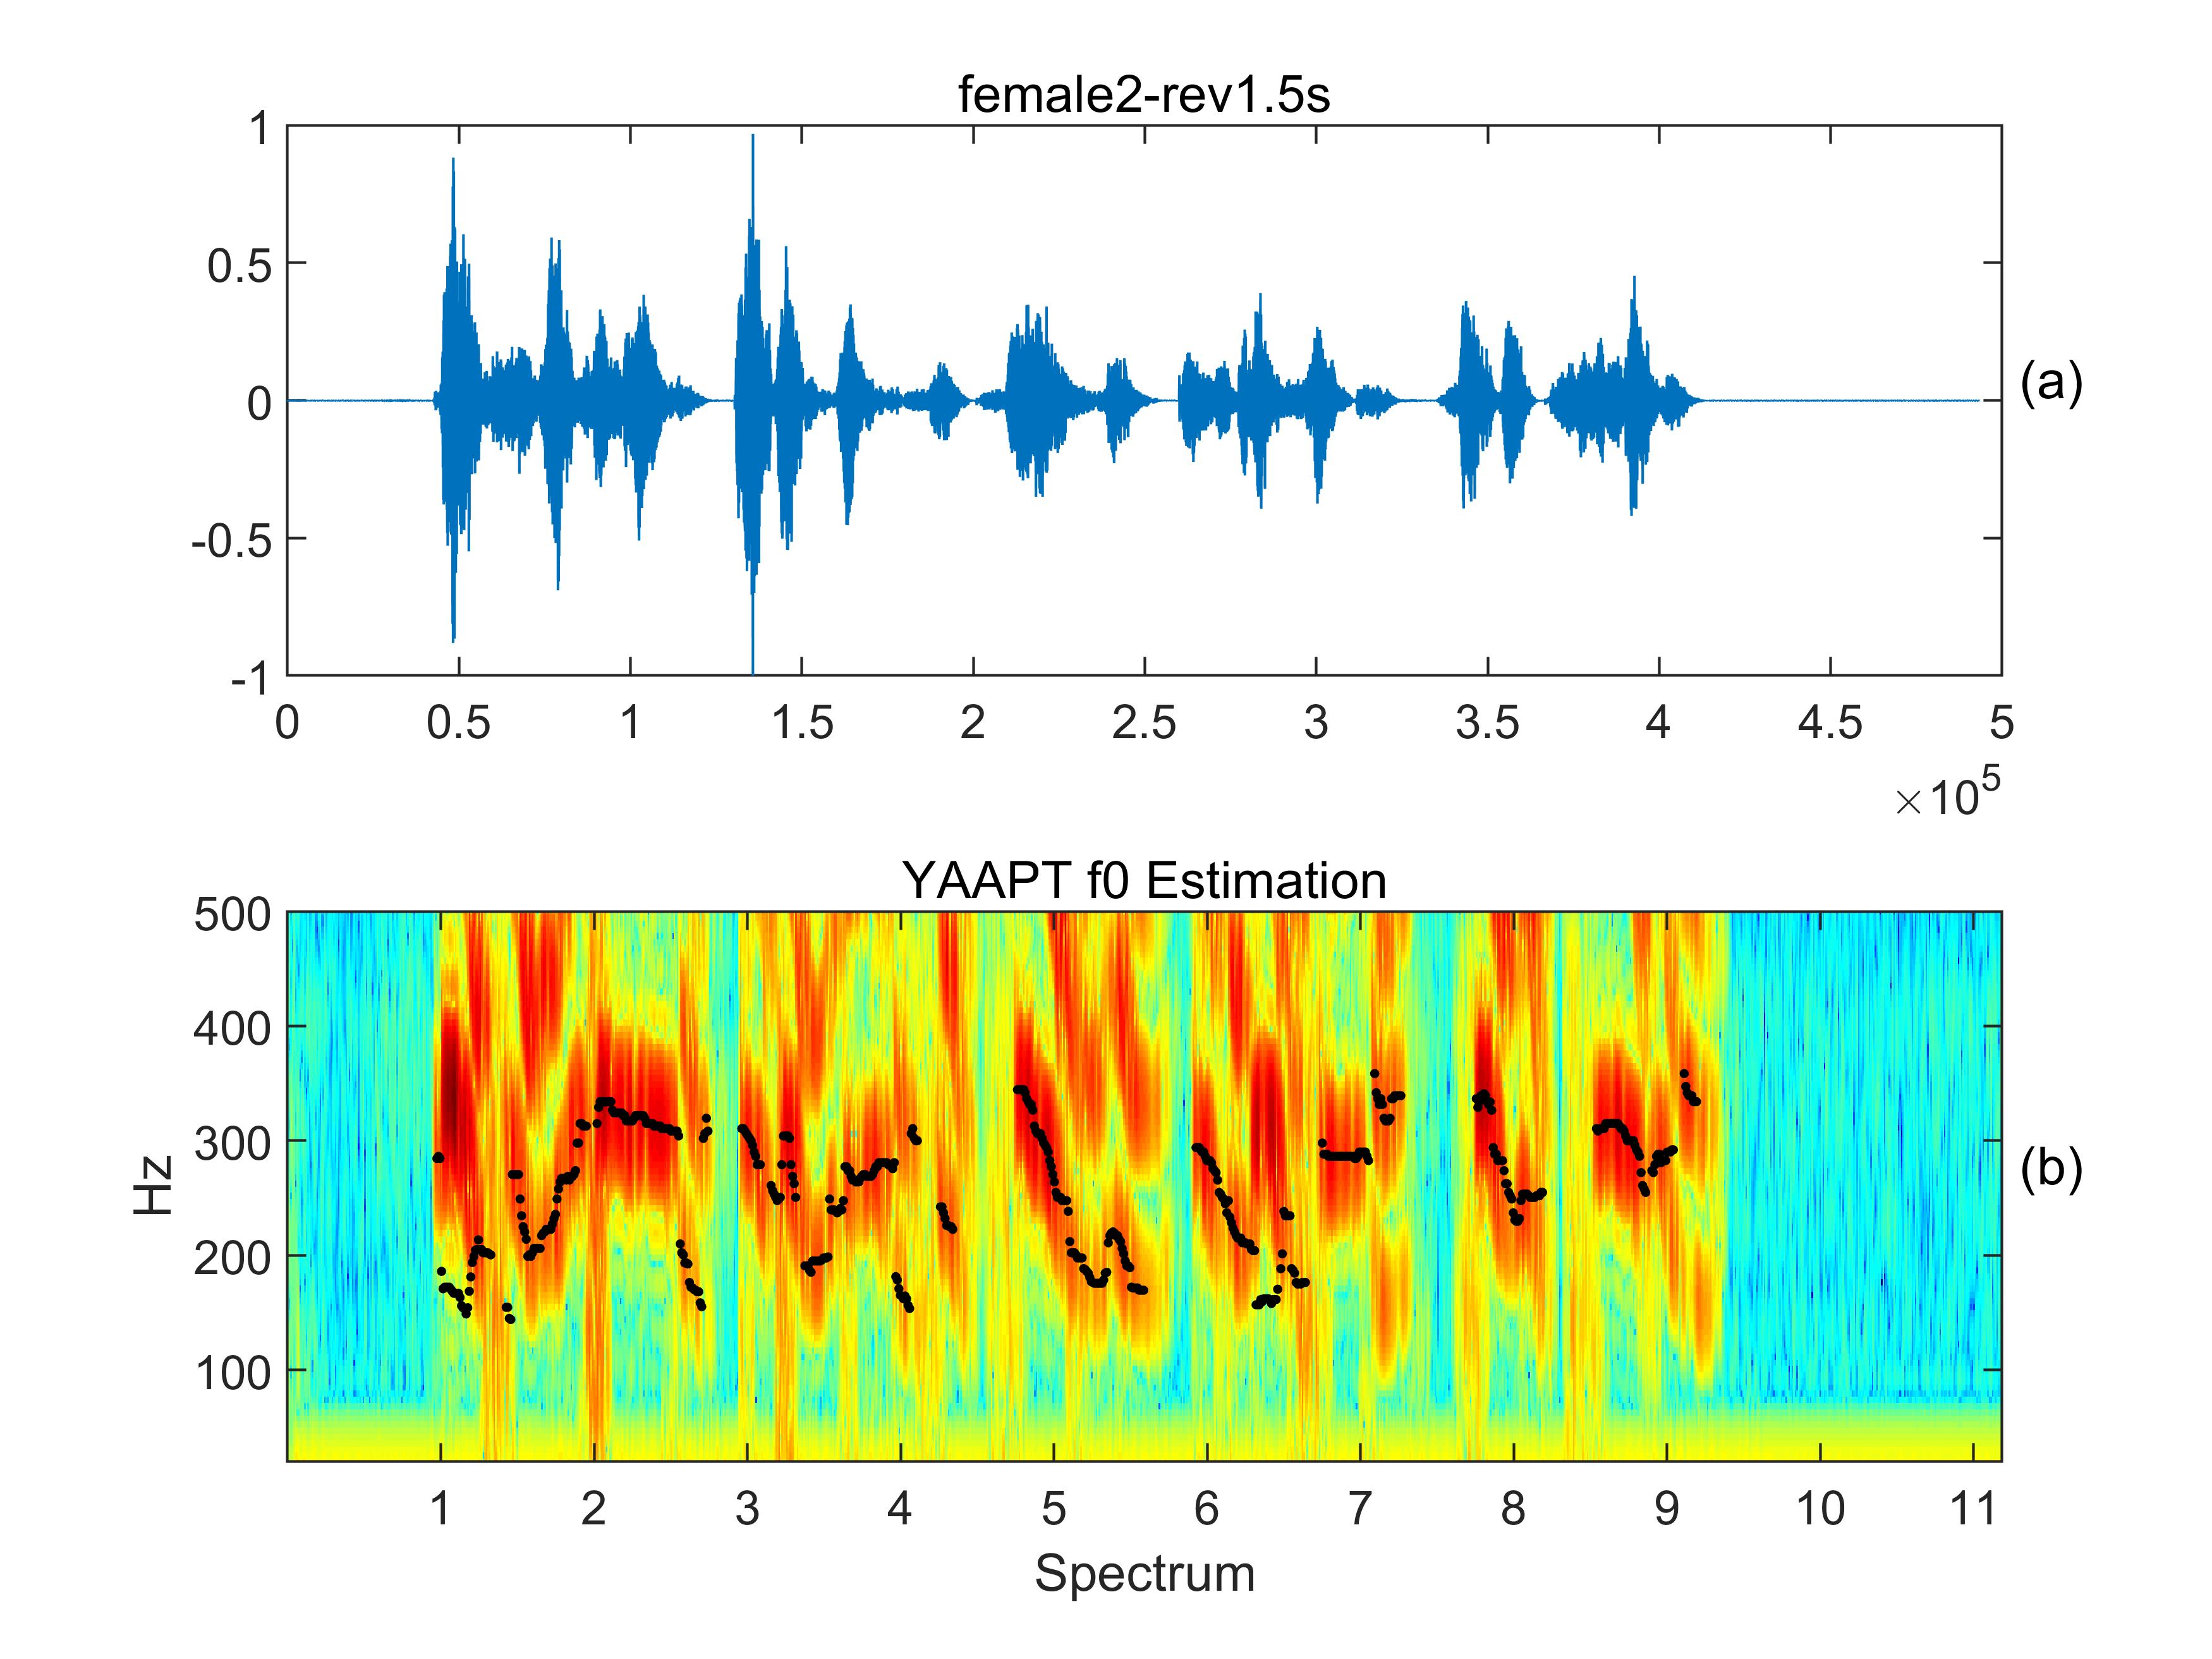 female2-rev1.5s
1
0.5
0
-0.5
-1
(a)
0 0.5 1 1.5 2 2.5 3 3.5 4 4.5 5
×10^5
YAAPT f0 Estimation
500
400
300
200
100
Hz
(b)
1 2 3 4 5 6 7 8 9 10 11
Spectrum